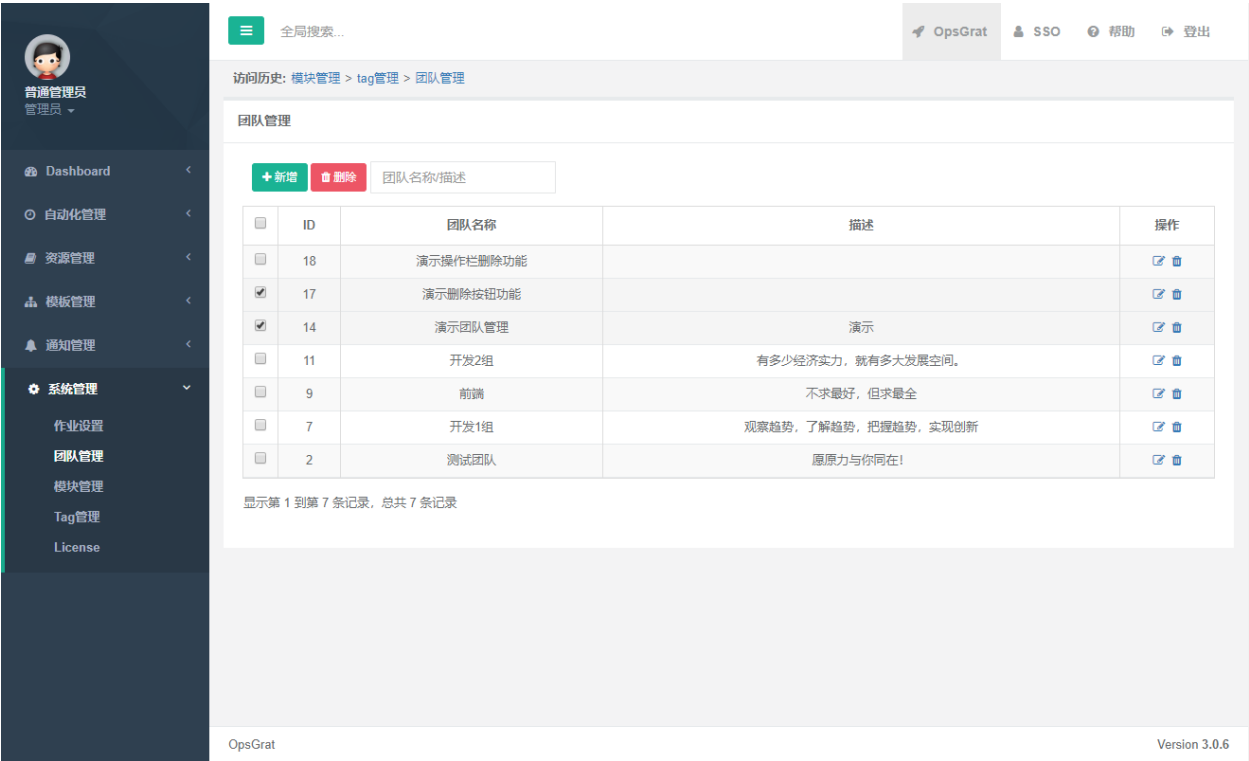 全局搜索...
OpsGrat
SSO
帮助
登出
普通管理员
管理员
Dashboard
自动化管理
资源管理
模板管理
通知管理
系统管理
作业设置
团队管理
模块管理
Tag管理
License
访问历史: 模块管理 > tag管理 > 团队管理
团队管理
新增 删除 团队名称/描述
ID 团队名称 描述 操作
18 演示操作栏删除功能
17 演示删除按钮功能
14 演示团队管理 演示
11 开发2组 有多少经济实力，就有多大发展空间。
9 前端 不求最好，但求最全
7 开发1组 观察趋势，了解趋势，把握趋势，实现创新
2 测试团队 愿原力与你同在！
显示第 1 到第 7 条记录，总共 7 条记录
OpsGrat
Version 3.0.6